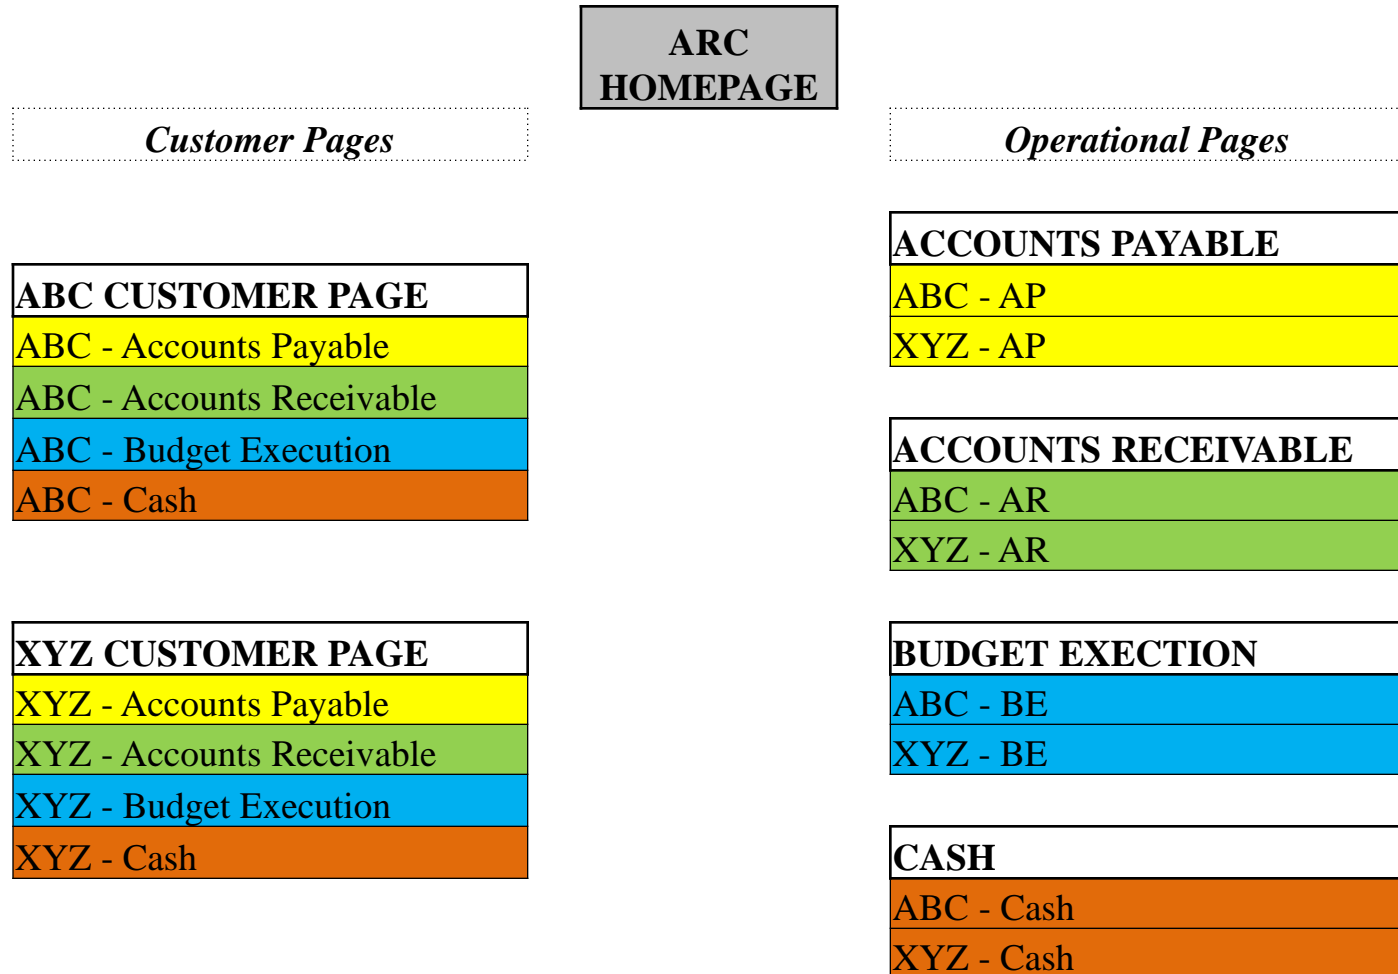 ARC
HOMEPAGE
Customer Pages
ABC CUSTOMER PAGE
ABC - Accounts Payable
ABC - Accounts Receivable
ABC - Budget Execution
ABC - Cash
XYZ CUSTOMER PAGE
XYZ - Accounts Payable
XYZ - Accounts Receivable
XYZ - Budget Execution
XYZ - Cash
Operational Pages
ACCOUNTS PAYABLE
ABC - AP
XYZ - AP
ACCOUNTS RECEIVABLE
ABC - AR
XYZ - AR
BUDGET EXECTION
ABC - BE
XYZ - BE
CASH
ABC - Cash
XYZ - Cash